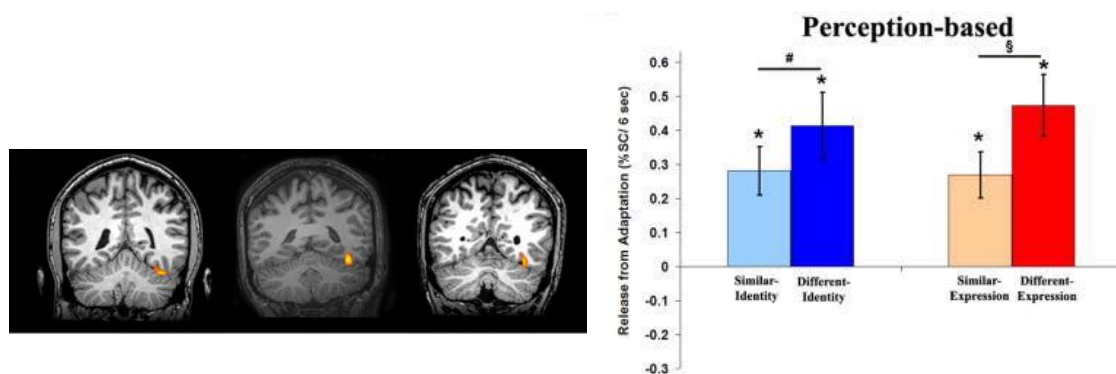 Perception-based
Release from Adaptation (%SC/ 6 sec)
0.6
0.5
0.4
0.3
0.2
0.1
0
-0.1
-0.2
-0.3
*
#
*
*
§
*
Similar-
Identity
Different-
Identity
Similar-
Expression
Different-
Expression